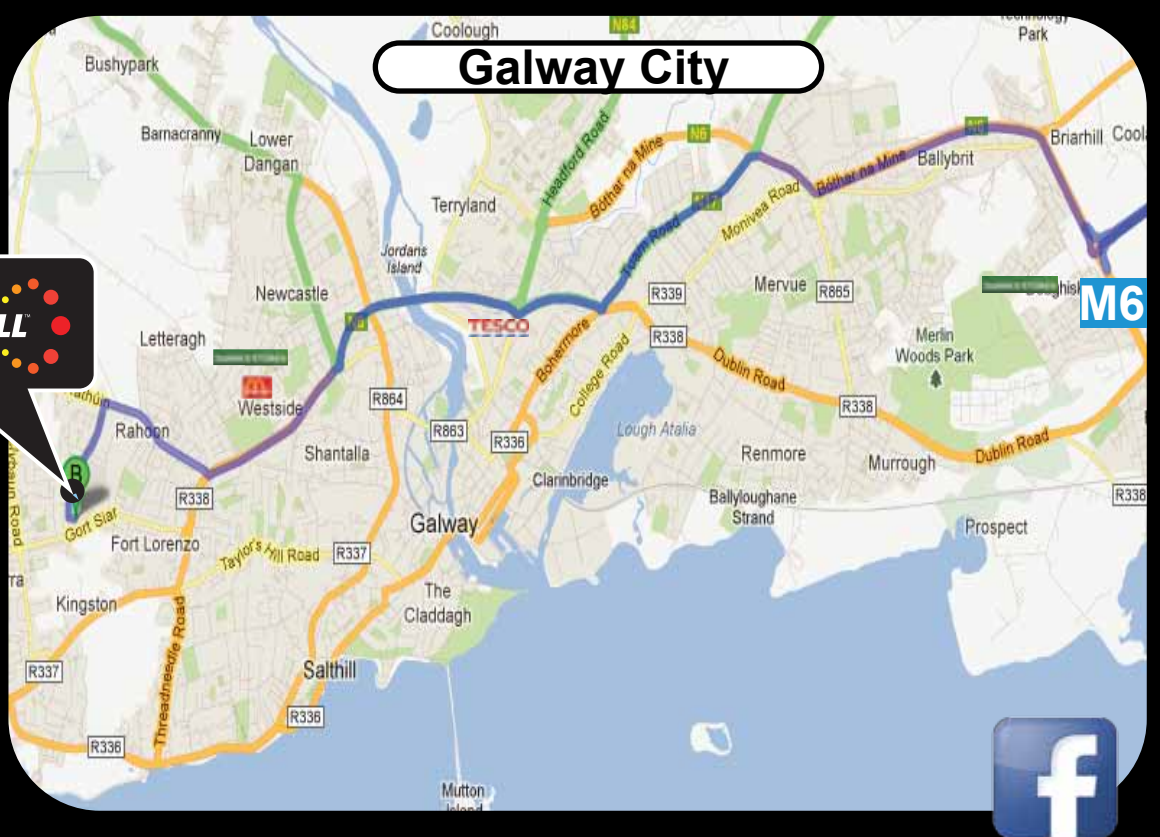 Technology
Park
Coolough
N84
Galway City
Bushypark
Barnacranny
Lower
Dangan
Headford Road
Bóthar na Mine
N6
N6
Briarhill
Ballybrit
Bóthar na Mine
Terryland
Monivea Road
Tuam Road
Jordans
Island
Newcastle
R339
Mervue
R865
M6
TESCO
Letteragh
R338
Merlin
Woods Park
Bohermore
College Road
Dublin Road
Westside
R864
R338
Rahoon
R863
R336
Lough Atalia
Shantalla
Renmore
Murrough
Dublin Road
B
R338
Clarinbridge
Ballyloughane
Strand
R338
Gort Siar
Galway
Prospect
Fort Lorenzo
Taylor's Hill Road
R337
The
Claddagh
Kingston
Threadneedle Road
R337
Salthill
R336
R336
Mutton
Island
f